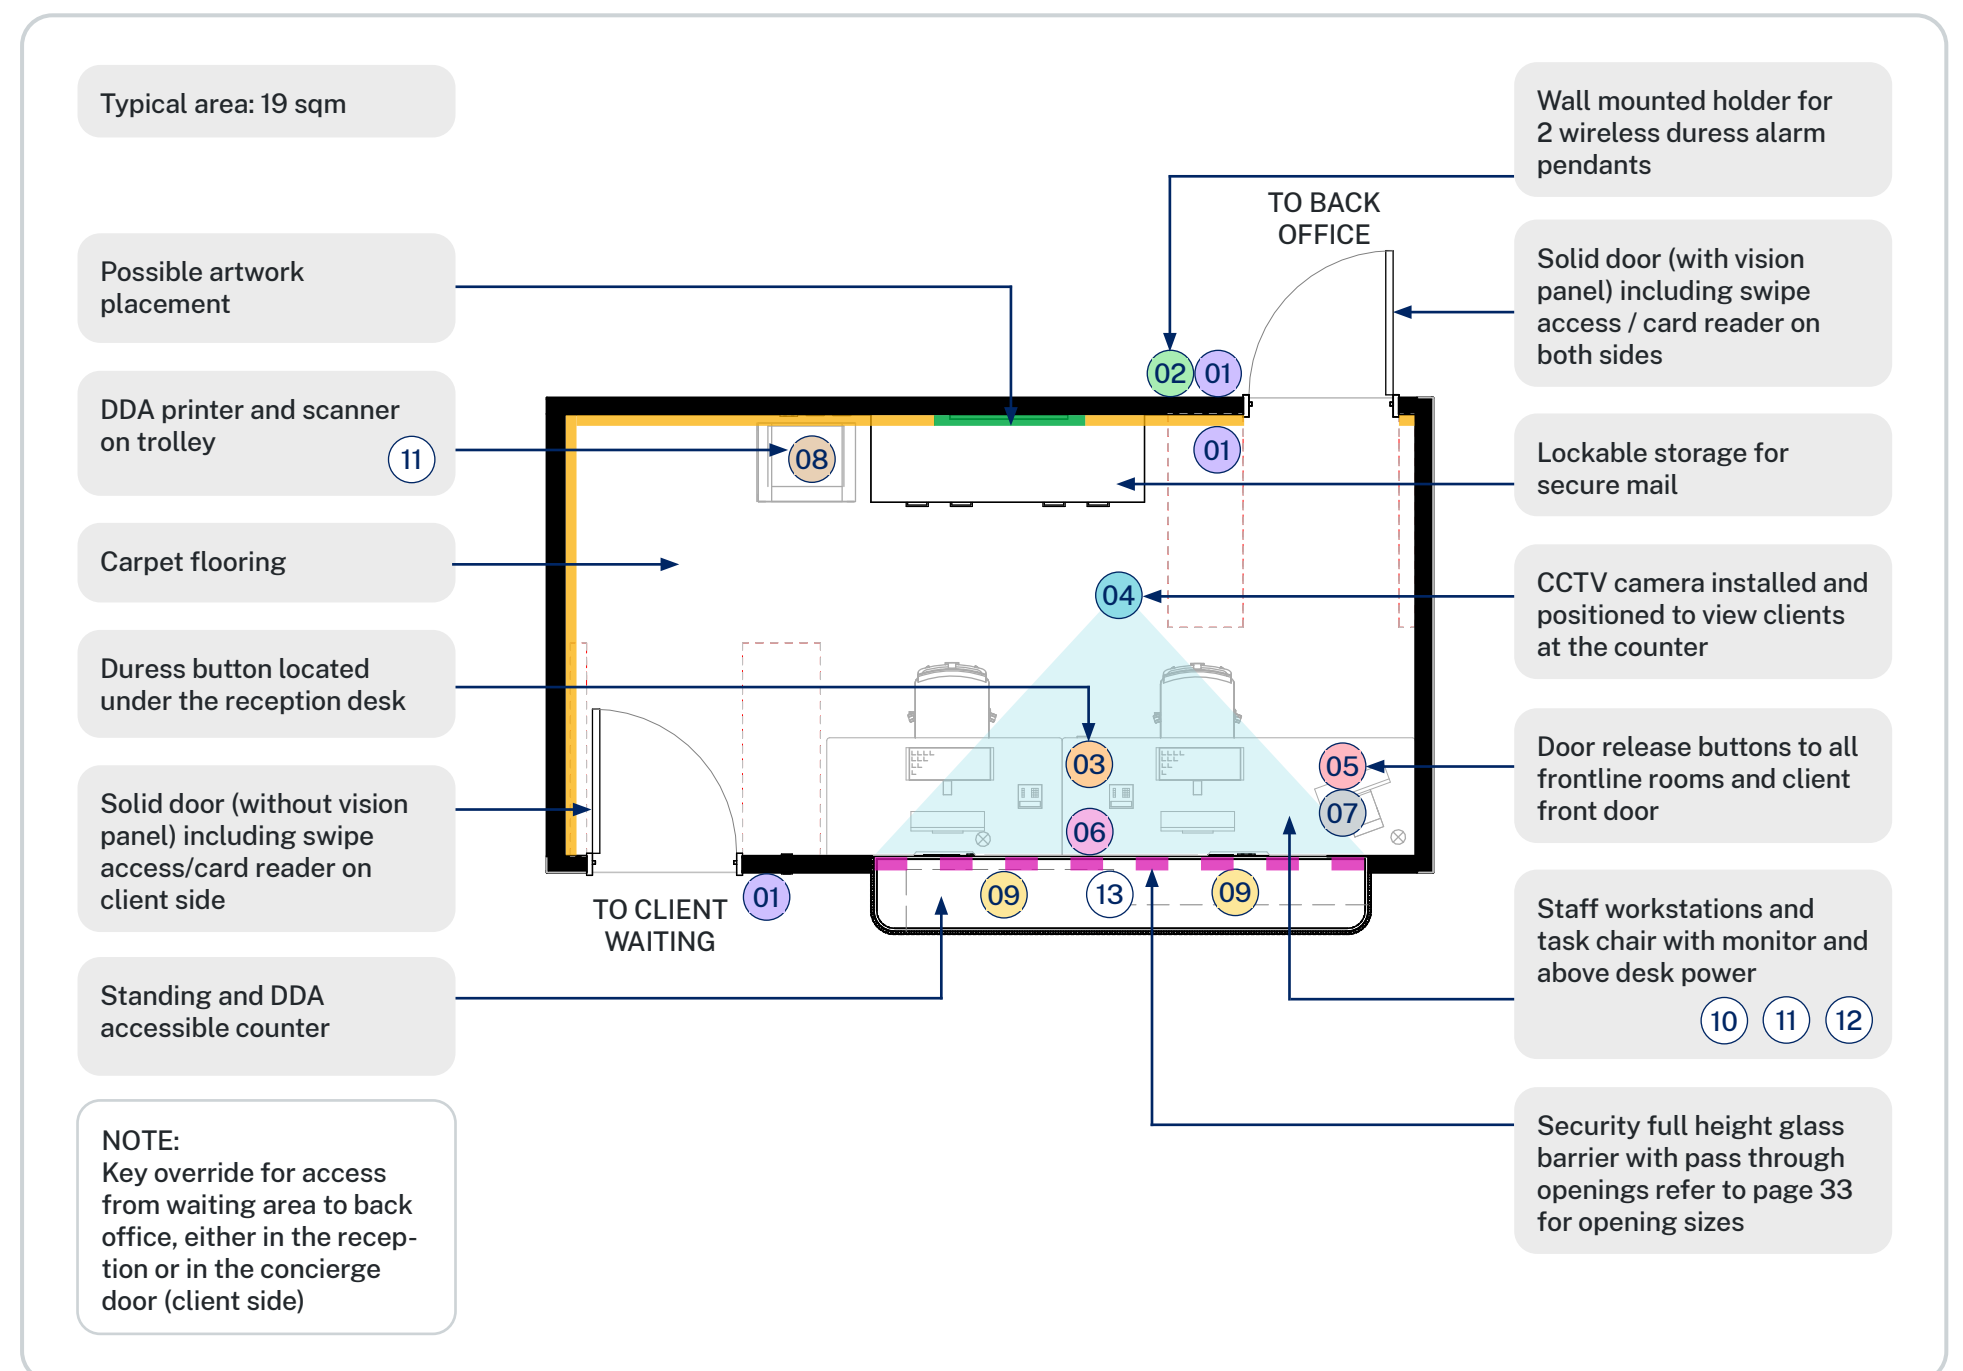 Typical area: 19 sqm
Possible artwork
placement
DDA printer and scanner
on trolley
11
Carpet flooring
Duress button located
under the reception desk
Solid door (without vision
panel) including swipe
access/card reader on
client side
Standing and DDA
accessible counter
NOTE:
Key override for access
from waiting area to back
office, either in the recep-
tion or in the concierge
door (client side)
TO BACK
OFFICE
02 01
01
08
04
03
05
07
06
09 13 09
01
TO CLIENT
WAITING
Wall mounted holder for
2 wireless duress alarm
pendants
Solid door (with vision
panel) including swipe
access / card reader on
both sides
Lockable storage for
secure mail
CCTV camera installed and
positioned to view clients
at the counter
Door release buttons to all
frontline rooms and client
front door
Staff workstations and
task chair with monitor and
above desk power
10 11 12
Security full height glass
barrier with pass through
openings refer to page 33
for opening sizes